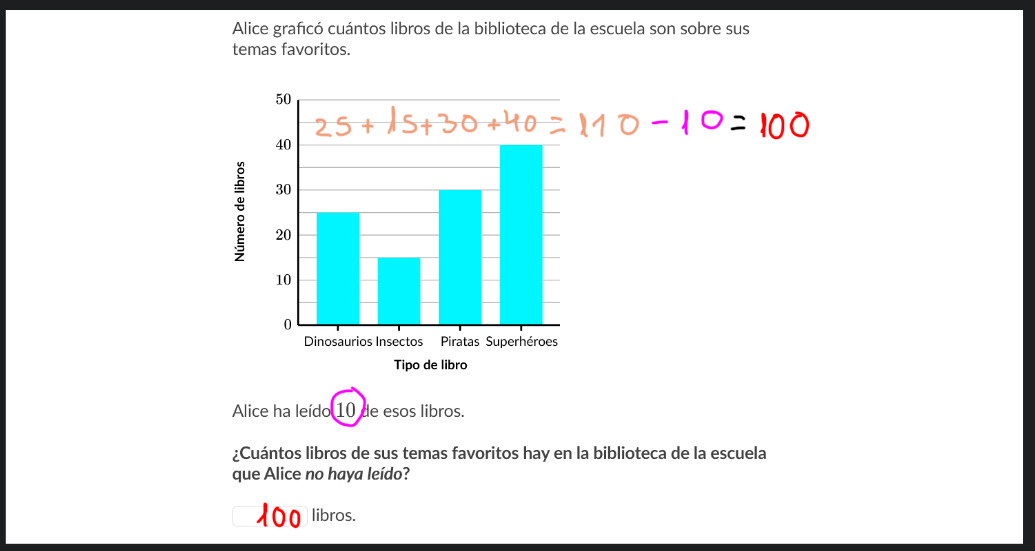 Alice graficó cuántos libros de la biblioteca de la escuela son sobre sus
temas favoritos.
50
25 + 15+30 +40 = 110 - 10 = 100
40
30
20
10
0
Número de libros
Dinosaurios Insectos Piratas Superhéroes
Tipo de libro
Alice ha leído 10 de esos libros.
¿Cuántos libros de sus temas favoritos hay en la biblioteca de la escuela
que Alice no haya leído?
100 libros.